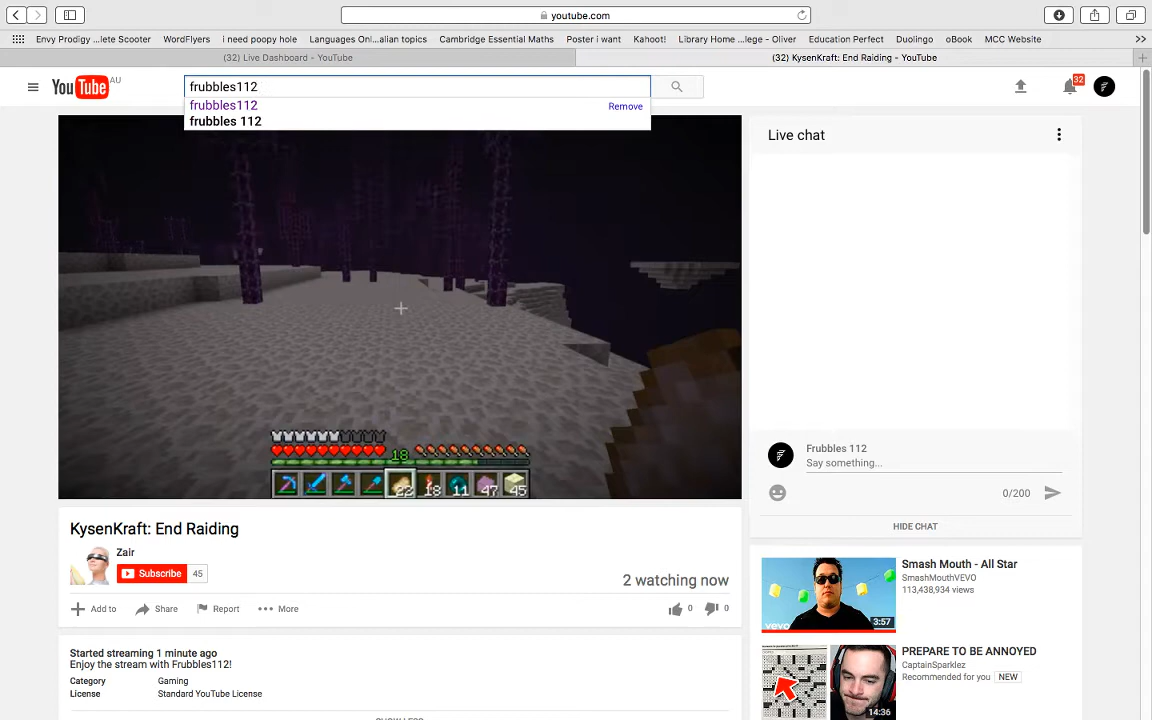 youtube.com
Envy Prodigy ...lete Scooter WordFlyers i need poopy hole Languages Onl...alian topics Cambridge Essential Maths Poster i want Kahoot! Library Home ...lege - Oliver Education Perfect Duolingo oBook MCC Website
(32) Live Dashboard - YouTube (32) KysenKraft: End Raiding - YouTube
YouTube AU frubbles112 32
frubbles112 Remove
frubbles 112
Live chat
18
22 18 11 47 45
Frubbles 112
Say something...
0/200
HIDE CHAT
KysenKraft: End Raiding
Zair
Subscribe 45
2 watching now
Add to Share Report More 0 0
Started streaming 1 minute ago
Enjoy the stream with Frubbles112!
Category Gaming
License Standard YouTube License
SHOW LESS
Smash Mouth - All Star
SmashMouthVEVO
113,438,934 views
vevo 3:57
PREPARE TO BE ANNOYED
CaptainSparklez
Recommended for you NEW
14:36